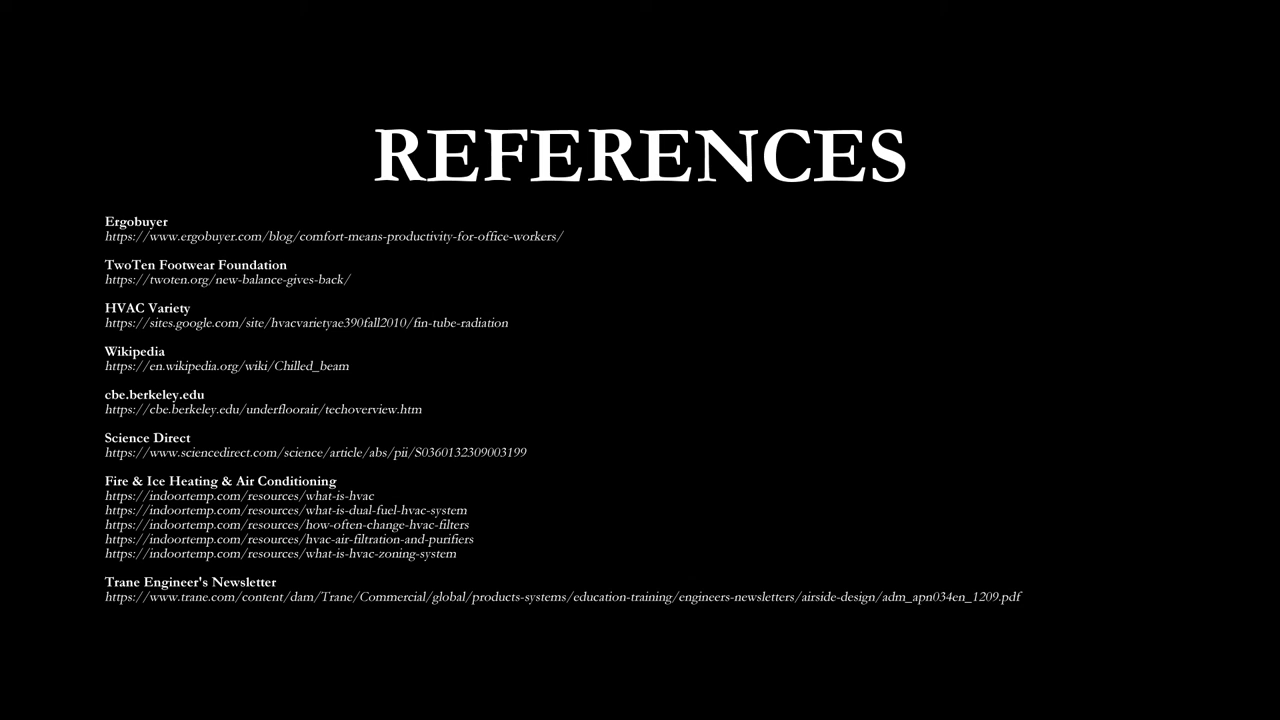 REFERENCES
Ergobuyer
https://www.ergobuyer.com/blog/comfort-means-productivity-for-office-workers/
TwoTen Footwear Foundation
https://twoten.org/new-balance-gives-back/
HVAC Variety
https://sites.google.com/site/hvacvarietyae390fall2010/fin-tube-radiation
Wikipedia
https://en.wikipedia.org/wiki/Chilled_beam
cbe.berkeley.edu
https://cbe.berkeley.edu/underfloorair/techoverview.htm
Science Direct
https://www.sciencedirect.com/science/article/abs/pii/S0360132309003199
Fire & Ice Heating & Air Conditioning
https://indoortemp.com/resources/what-is-hvac
https://indoortemp.com/resources/what-is-dual-fuel-hvac-system
https://indoortemp.com/resources/how-often-change-hvac-filters
https://indoortemp.com/resources/hvac-air-filtration-and-purifiers
https://indoortemp.com/resources/what-is-hvac-zoning-system
Trane Engineer's Newsletter
https://www.trane.com/content/dam/Trane/Commercial/global/products-systems/education-training/engineers-newsletters/airside-design/adm_apn034en_1209.pdf